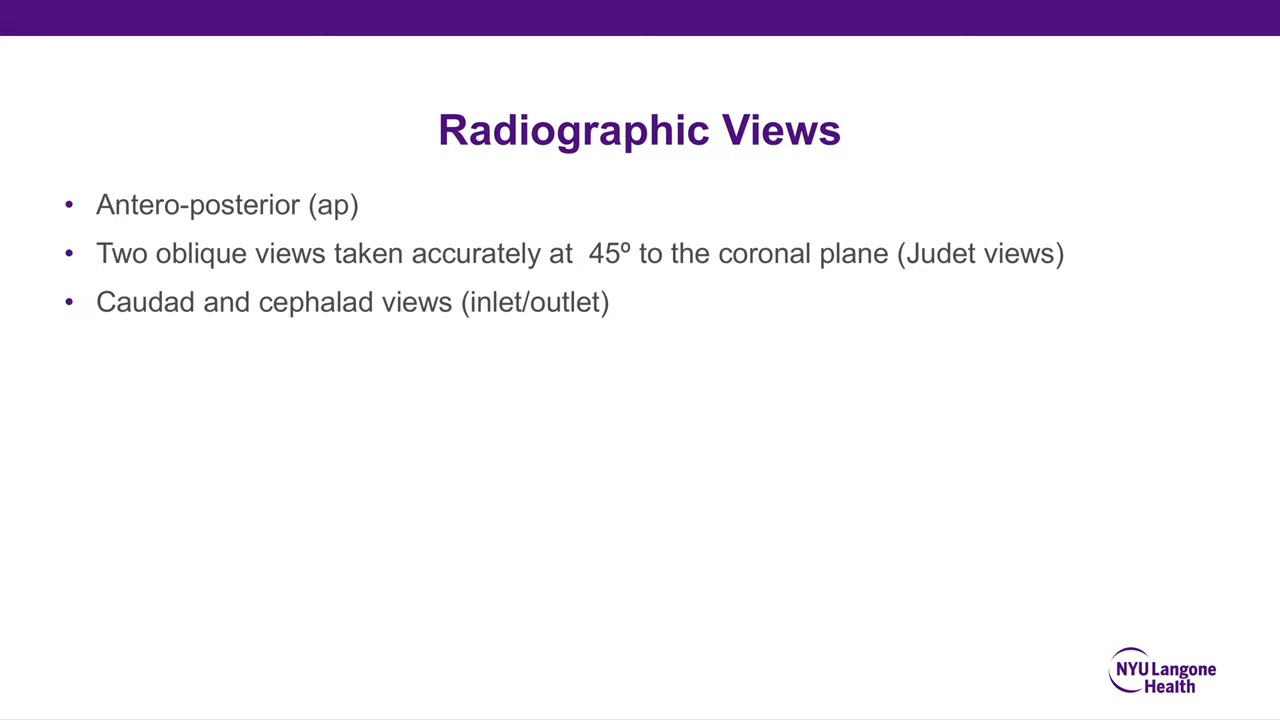 Radiographic Views
• Antero-posterior (ap)
• Two oblique views taken accurately at  45º to the coronal plane (Judet views)
• Caudad and cephalad views (inlet/outlet)
NYU Langone
Health